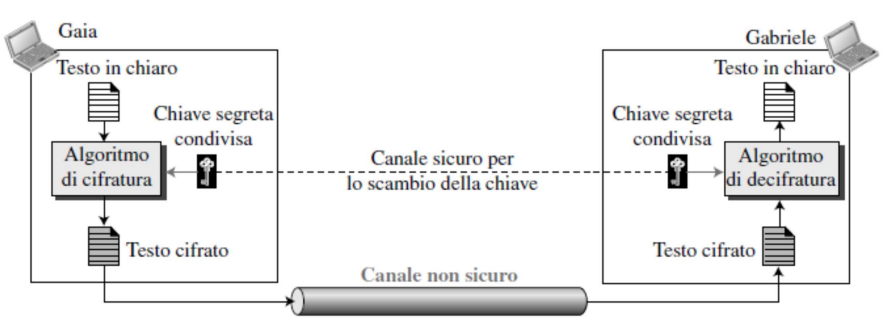 Gaia
Gabriele
Testo in chiaro
Testo in chiaro
Chiave segreta
condivisa
Chiave segreta
condivisa
Algoritmo
di cifratura
Canale sicuro per
lo scambio della chiave
Algoritmo
di decifratura
Testo cifrato
Testo cifrato
Canale non sicuro